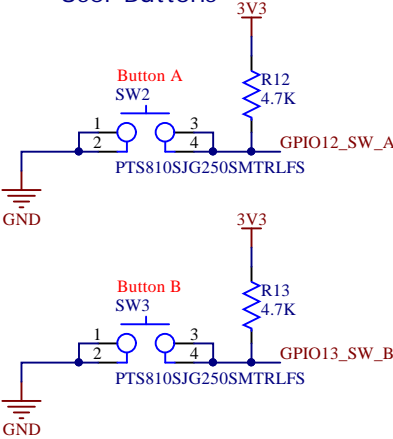 User Buttons
3V3
Button A
SW2
R12
4.7K
1
2
3
4
GPIO12_SW_A
PTS810SJG250SMTRLFS
GND
3V3
Button B
SW3
R13
4.7K
1
2
3
4
GPIO13_SW_B
PTS810SJG250SMTRLFS
GND